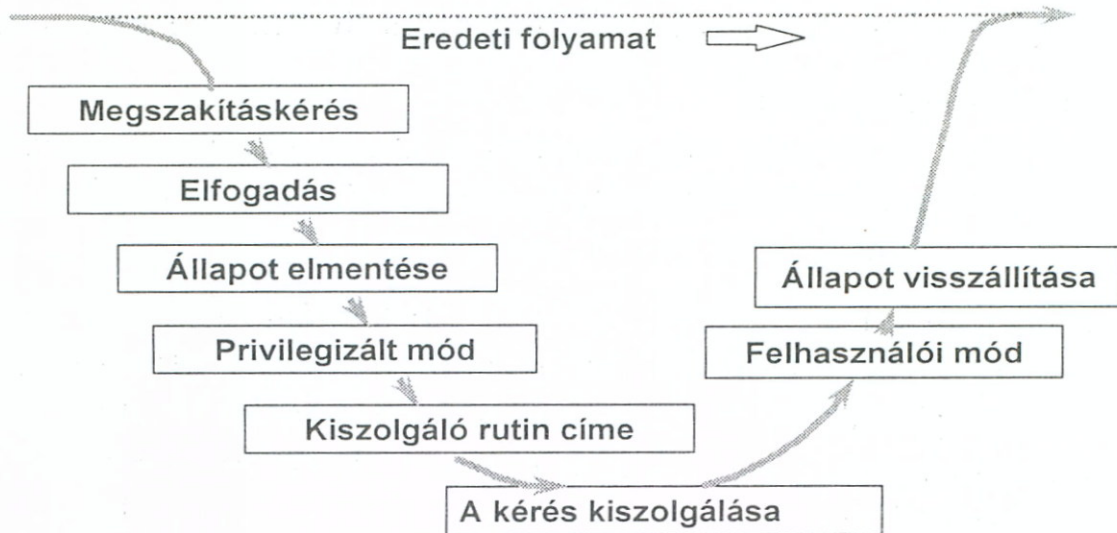 Eredeti folyamat
Megszakításkérés
Elfogadás
Állapot elmentése
Privilegizált mód
Kiszolgáló rutin címe
A kérés kiszolgálása
Felhasználói mód
Állapot visszállítása